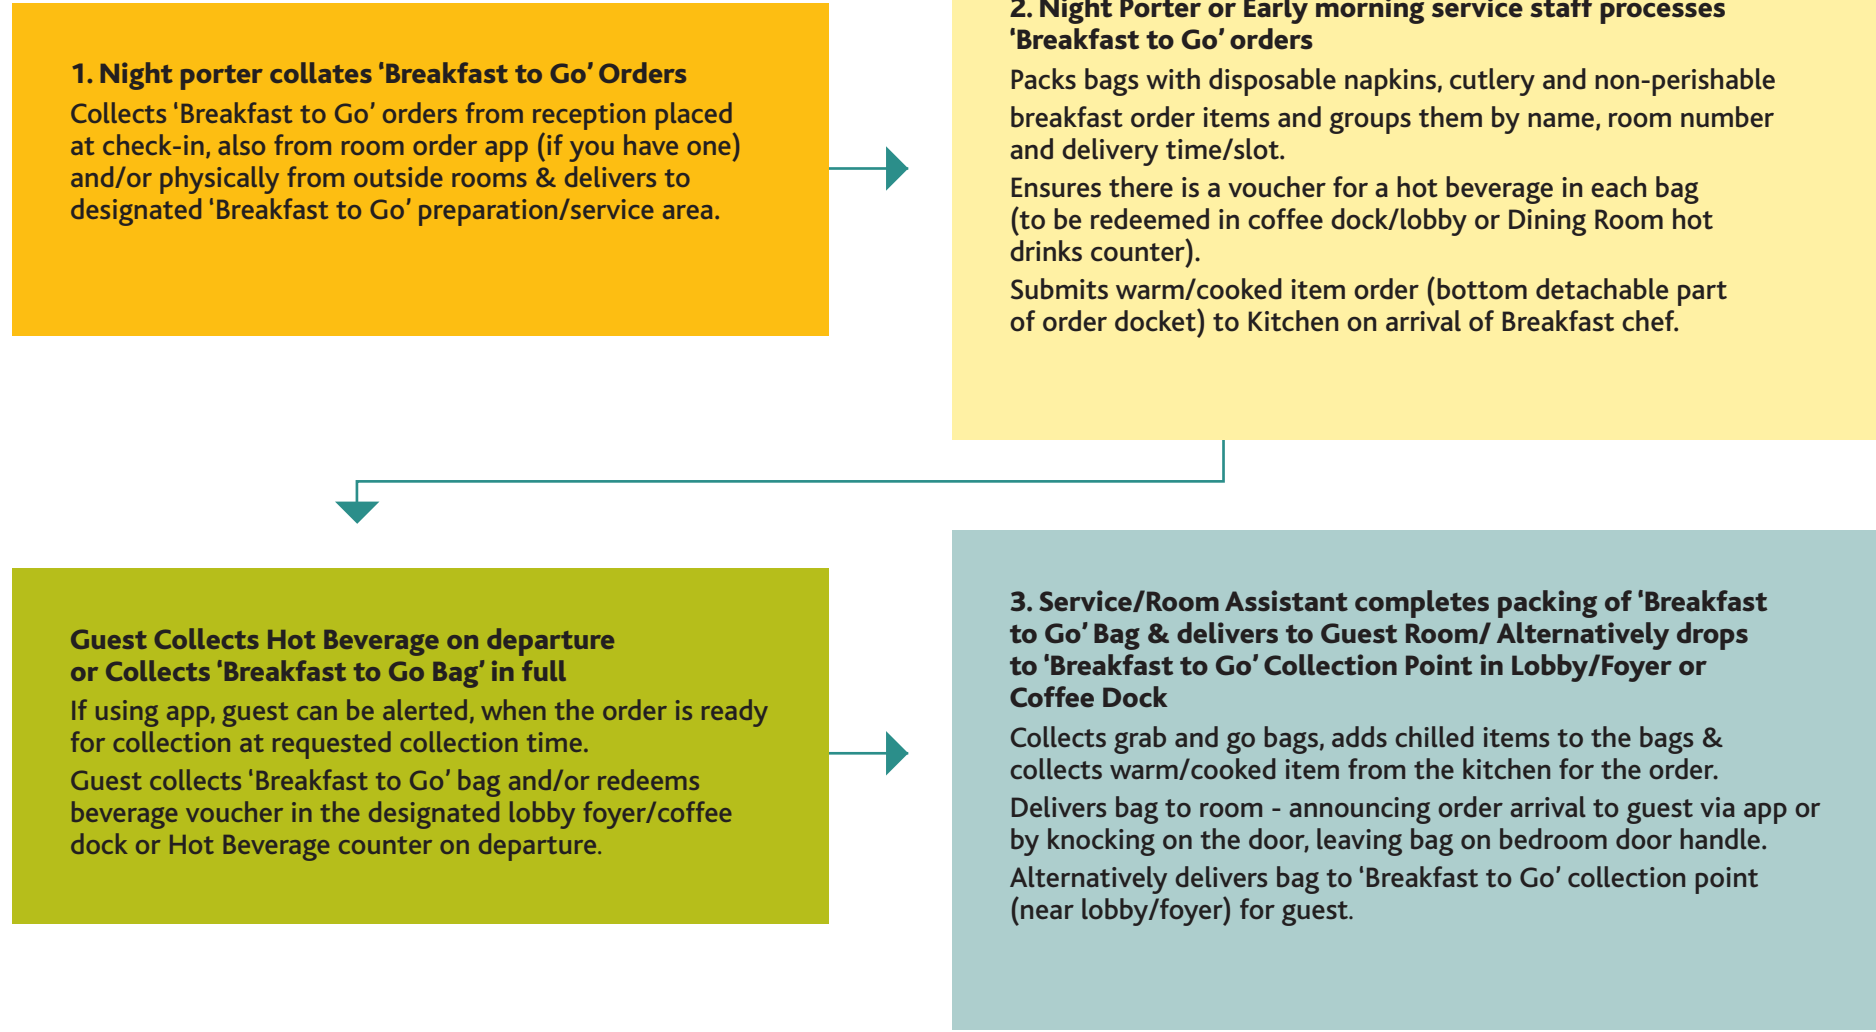 1. Night porter collates ‘Breakfast to Go’ Orders
Collects ‘Breakfast to Go’ orders from reception placed
at check-in, also from room order app (if you have one)
and/or physically from outside rooms & delivers to
designated ‘Breakfast to Go’ preparation/service area.
2. Night Porter or Early morning service staff processes
‘Breakfast to Go’ orders
Packs bags with disposable napkins, cutlery and non-perishable
breakfast order items and groups them by name, room number
and delivery time/slot.
Ensures there is a voucher for a hot beverage in each bag
(to be redeemed in coffee dock/lobby or Dining Room hot
drinks counter).
Submits warm/cooked item order (bottom detachable part
of order docket) to Kitchen on arrival of Breakfast chef.
Guest Collects Hot Beverage on departure
or Collects ‘Breakfast to Go Bag’ in full
If using app, guest can be alerted, when the order is ready
for collection at requested collection time.
Guest collects ‘Breakfast to Go’ bag and/or redeems
beverage voucher in the designated lobby foyer/coffee
dock or Hot Beverage counter on departure.
3. Service/Room Assistant completes packing of ‘Breakfast
to Go’ Bag & delivers to Guest Room/ Alternatively drops
to ‘Breakfast to Go’ Collection Point in Lobby/Foyer or
Coffee Dock
Collects grab and go bags, adds chilled items to the bags &
collects warm/cooked item from the kitchen for the order.
Delivers bag to room - announcing order arrival to guest via app or
by knocking on the door, leaving bag on bedroom door handle.
Alternatively delivers bag to ‘Breakfast to Go’ collection point
(near lobby/foyer) for guest.